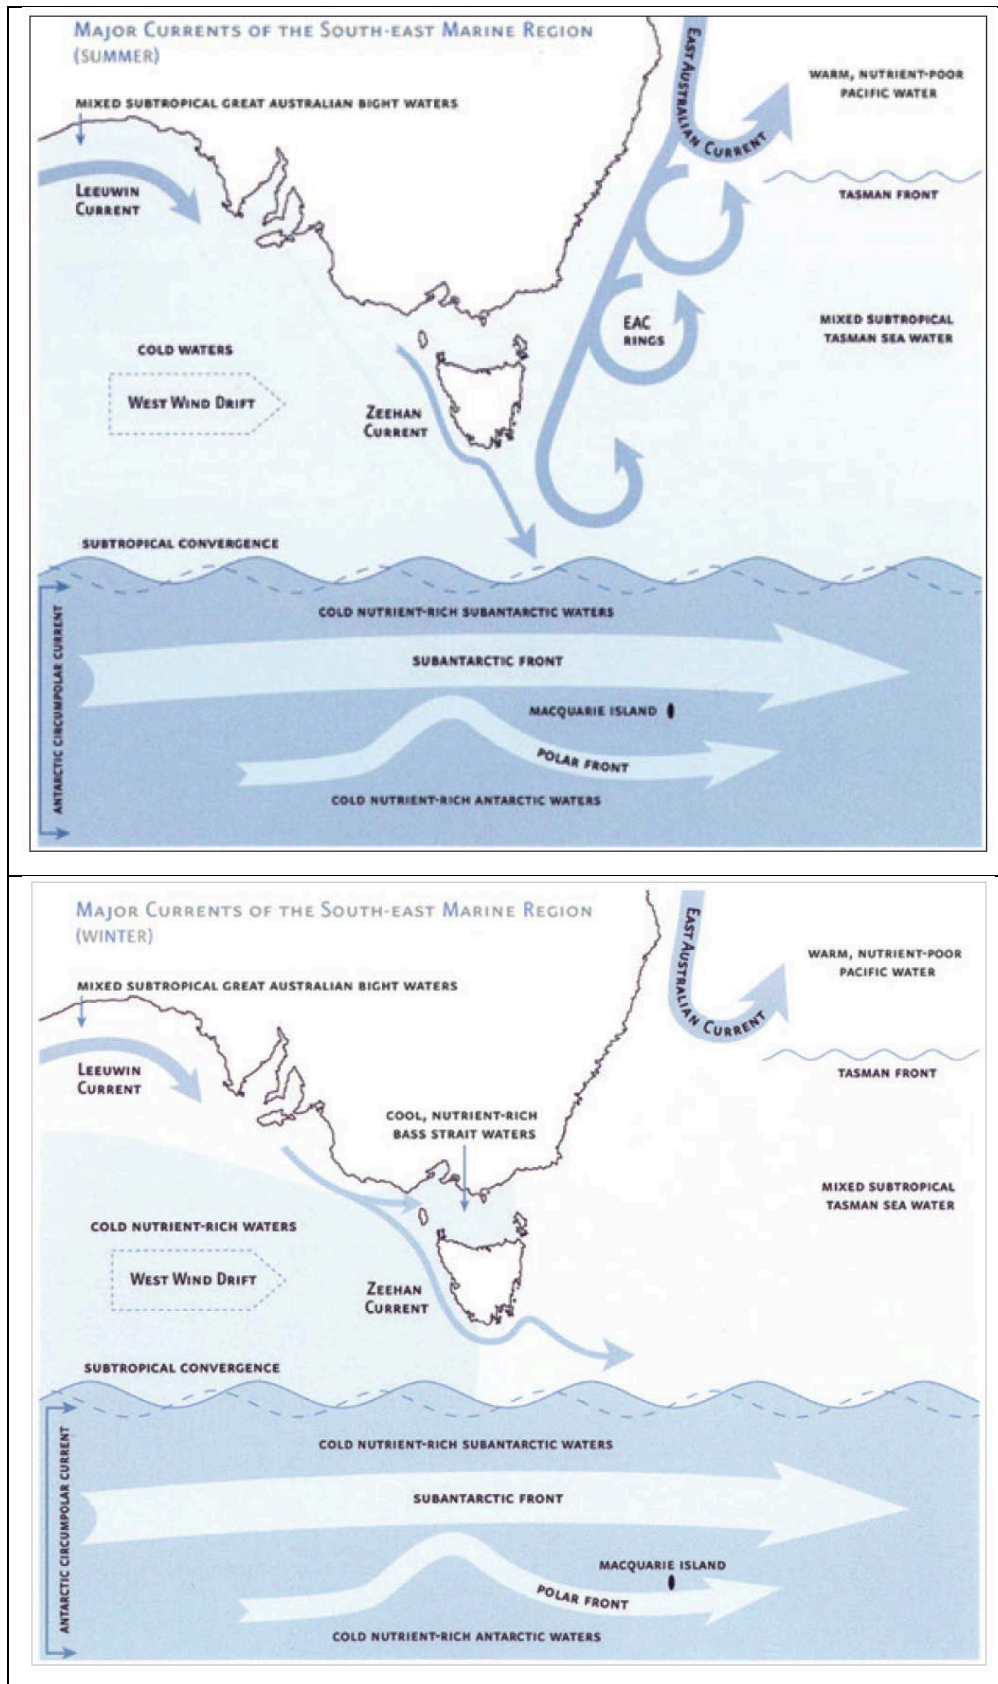 MAJOR CURRENTS OF THE SOUTH-EAST MARINE REGION
(SUMMER)
MIXED SUBTROPICAL GREAT AUSTRALIAN BIGHT WATERS
LEEUWIN
CURRENT
EAST AUSTRALIAN CURRENT
WARM, NUTRIENT-POOR
PACIFIC WATER
TASMAN FRONT
EAC
RINGS
MIXED SUBTROPICAL
TASMAN SEA WATER
COLD WATERS
WEST WIND DRIFT
ZEEHAN
CURRENT
SUBTROPICAL CONVERGENCE
ANTARCTIC CIRCUMPOLAR CURRENT
COLD NUTRIENT-RICH SUBANTARCTIC WATERS
SUBANTARCTIC FRONT
MACQUARIE ISLAND
POLAR FRONT
COLD NUTRIENT-RICH ANTARCTIC WATERS
MAJOR CURRENTS OF THE SOUTH-EAST MARINE REGION
(WINTER)
MIXED SUBTROPICAL GREAT AUSTRALIAN BIGHT WATERS
LEEUWIN
CURRENT
EAST AUSTRALIAN CURRENT
WARM, NUTRIENT-POOR
PACIFIC WATER
TASMAN FRONT
COOL, NUTRIENT-RICH
BASS STRAIT WATERS
MIXED SUBTROPICAL
TASMAN SEA WATER
COLD NUTRIENT-RICH WATERS
WEST WIND DRIFT
ZEEHAN
CURRENT
SUBTROPICAL CONVERGENCE
ANTARCTIC CIRCUMPOLAR CURRENT
COLD NUTRIENT-RICH SUBANTARCTIC WATERS
SUBANTARCTIC FRONT
MACQUARIE ISLAND
POLAR FRONT
COLD NUTRIENT-RICH ANTARCTIC WATERS